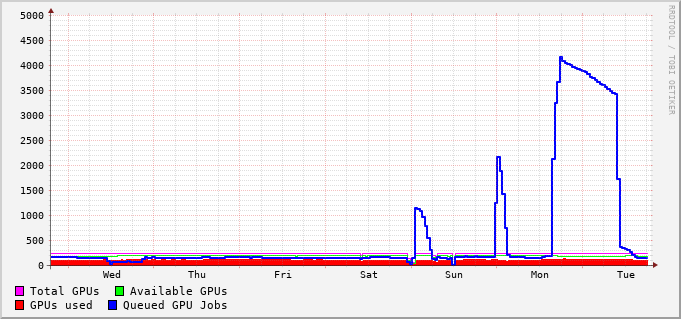 5000
4500
4000
3500
3000
2500
2000
1500
1000
500
0
Wed Thu Fri Sat Sun Mon Tue
Total GPUs Available GPUs
GPUs used Queued GPU Jobs
RRDTOOL / TOBI OETIKER